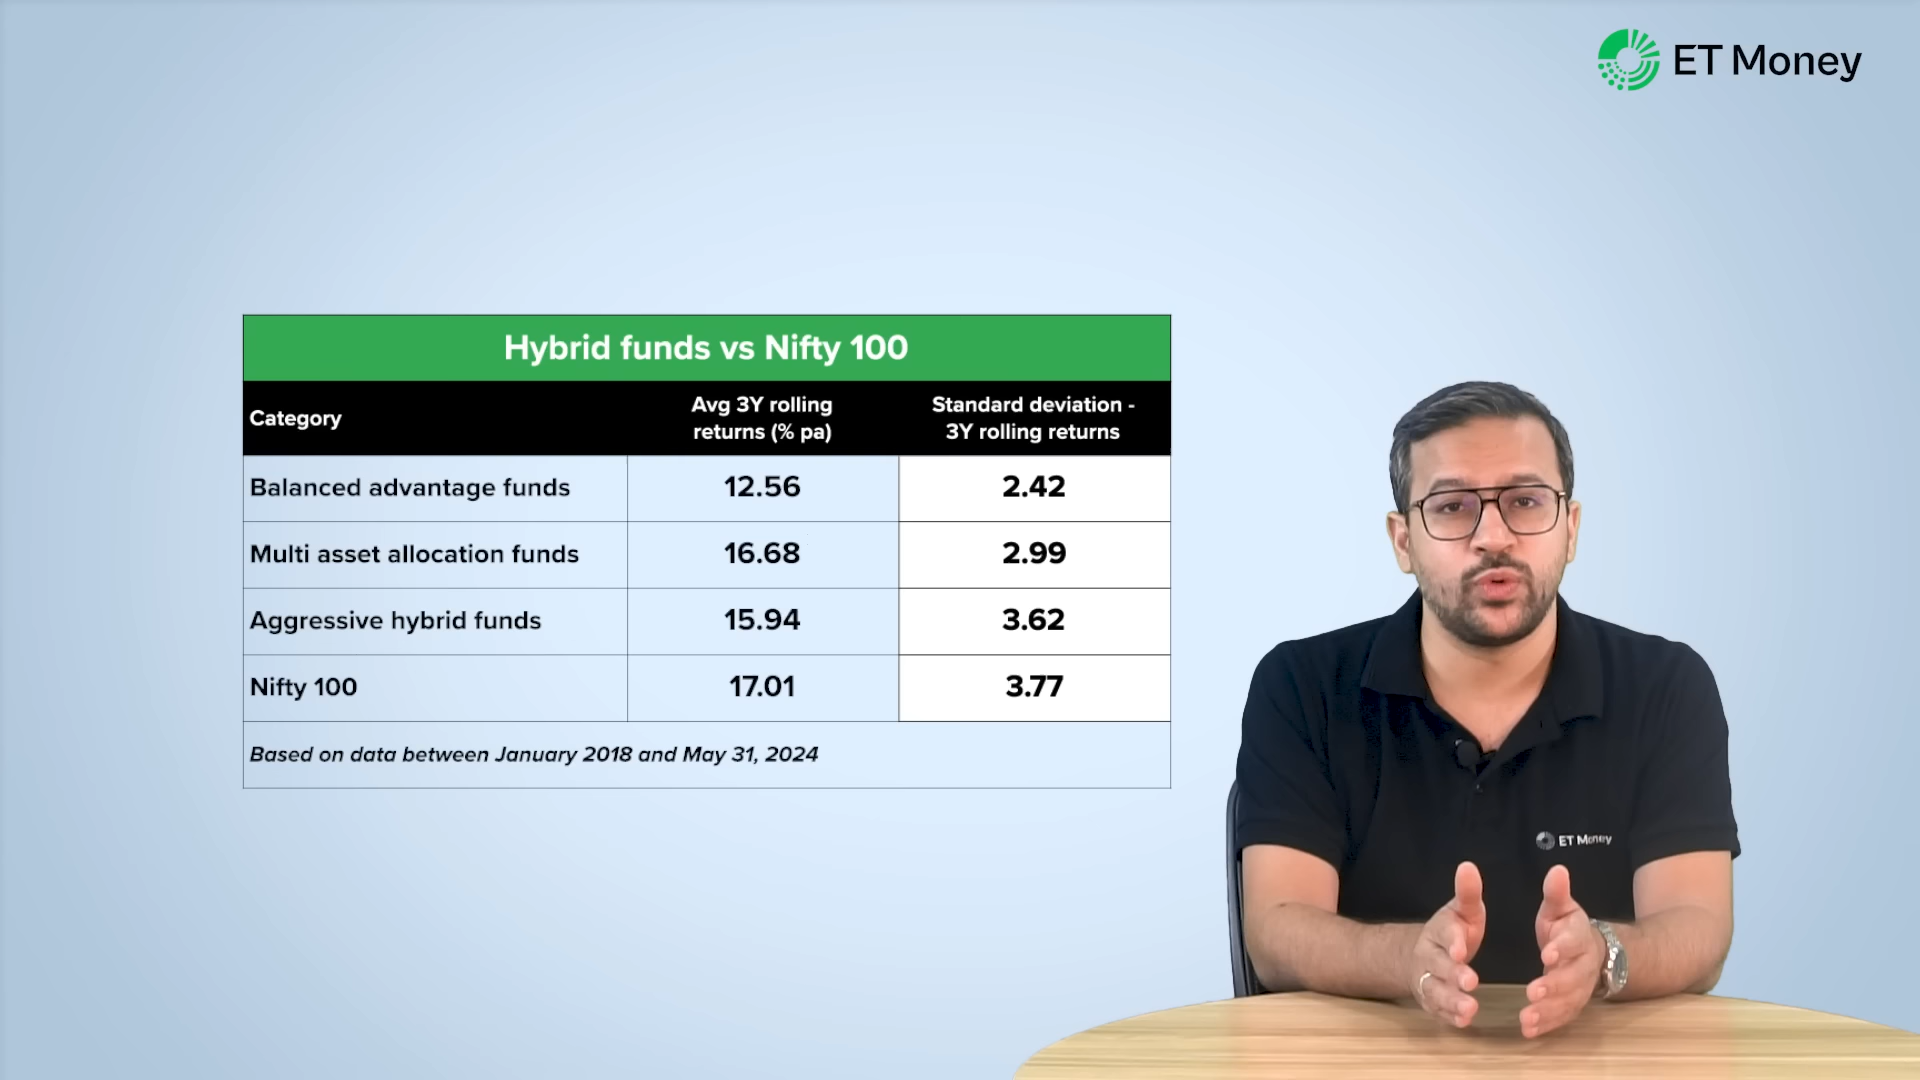 ET Money
Hybrid funds vs Nifty 100
Category
Avg 3Y rolling
returns (% pa)
Standard deviation -
3Y rolling returns
Balanced advantage funds 12.56 2.42
Multi asset allocation funds 16.68 2.99
Aggressive hybrid funds 15.94 3.62
Nifty 100 17.01 3.77
Based on data between January 2018 and May 31, 2024
ET Money